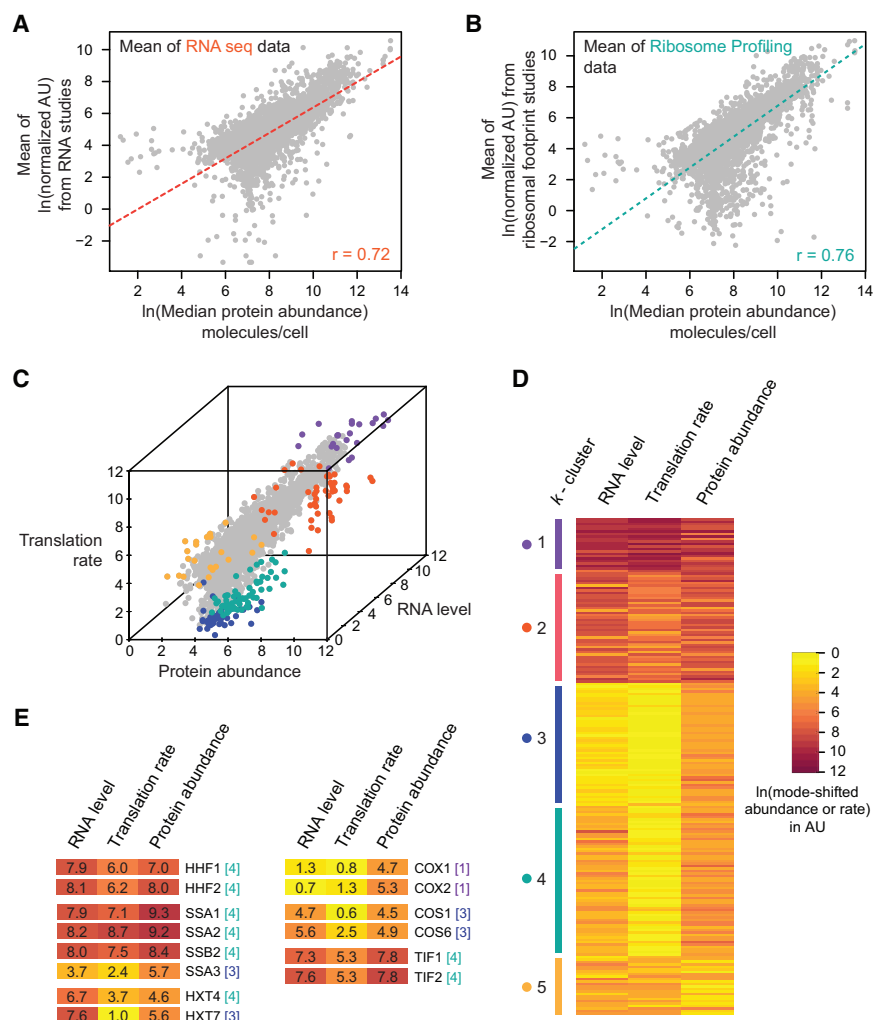 A
Mean of RNA seq data
Mean of
ln(normalized AU)
from RNA studies
10
8
6
4
2
0
−2
r = 0.72
2 4 6 8 10 12 14
ln(Median protein abundance)
molecules/cell
B
Mean of Ribosome Profiling
data
Mean of
ln(normalized AU) from
ribosomal footprint studies
10
8
6
4
2
0
−2
r = 0.76
2 4 6 8 10 12 14
ln(Median protein abundance)
molecules/cell
C
Translation
rate
12
10
8
6
4
2
0
0 2 4 6 8 10 12
Protein abundance
0 2 4 6 8 10 12
RNA level
D
k - cluster
RNA level
Translation rate
Protein abundance
1
2
3
4
5
0
2
4
6
8
10
12
ln(mode-shifted
abundance or rate)
in AU
E
RNA level
Translation rate
Protein abundance
7.9 6.0 7.0 HHF1 [4]
8.1 6.2 8.0 HHF2 [4]
7.9 7.1 9.3 SSA1 [4]
8.2 8.7 9.2 SSA2 [4]
8.0 7.5 8.4 SSB2 [4]
3.7 2.4 5.7 SSA3 [3]
6.7 3.7 4.6 HXT4 [4]
7.6 1.0 5.6 HXT7 [3]
RNA level
Translation rate
Protein abundance
1.3 0.8 4.7 COX1 [1]
0.7 1.3 5.3 COX2 [1]
4.7 0.6 4.5 COS1 [3]
5.6 2.5 4.9 COS6 [3]
7.3 5.3 7.8 TIF1 [4]
7.6 5.3 7.8 TIF2 [4]